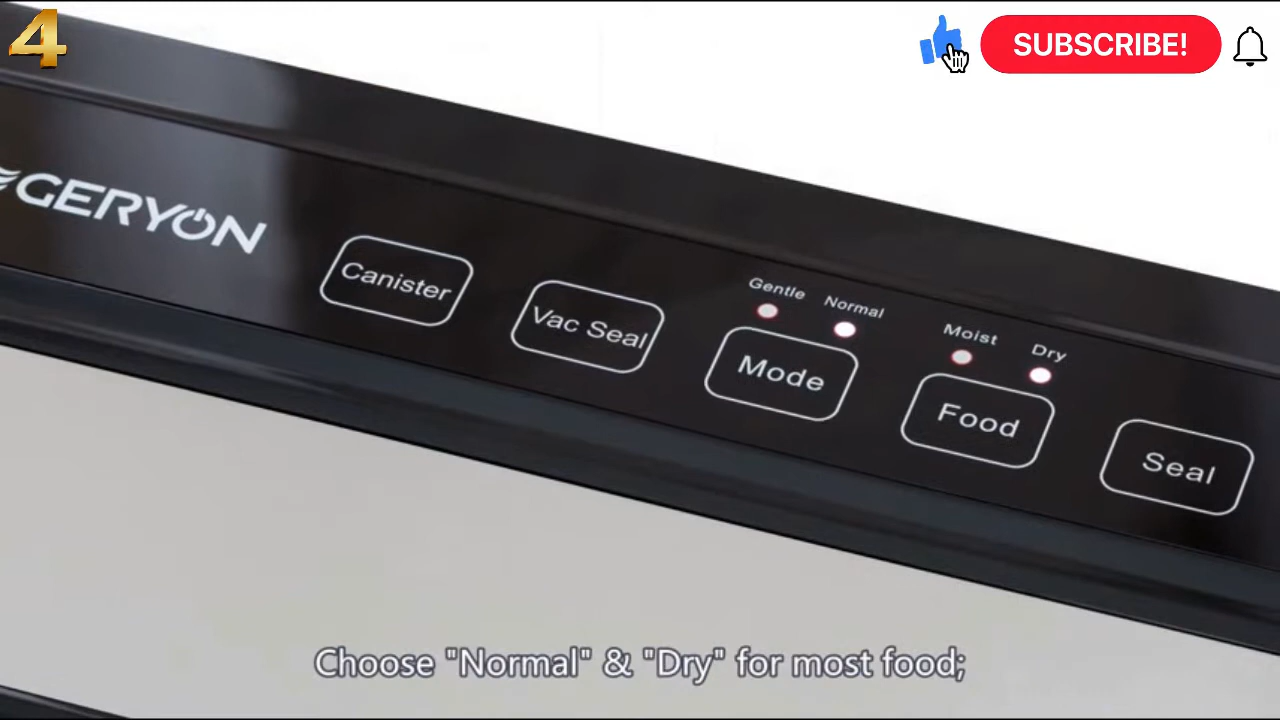 4
SUBSCRIBE!
GERYON
Canister
Vac Seal
Gentle Normal
Mode
Moist Dry
Food
Seal
Choose "Normal" & "Dry" for most food;